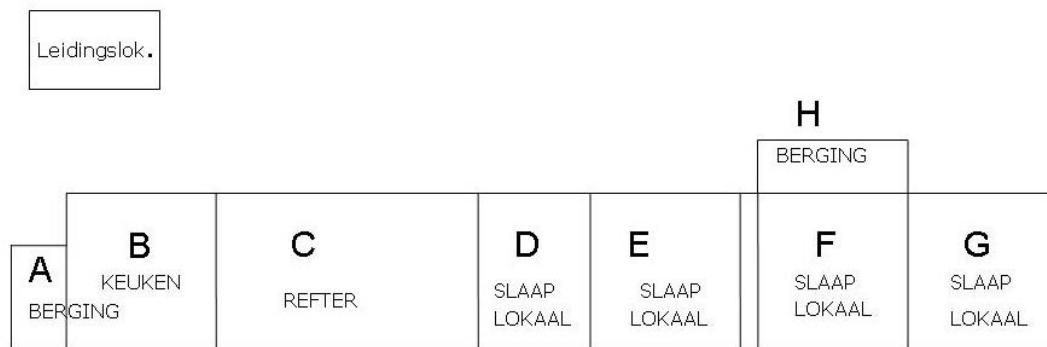 Leidingslok.
H
BERGING
A
BERGING
B
KEUKEN
C
REFTER
D
SLAAP
LOKAAL
E
SLAAP
LOKAAL
F
SLAAP
LOKAAL
G
SLAAP
LOKAAL